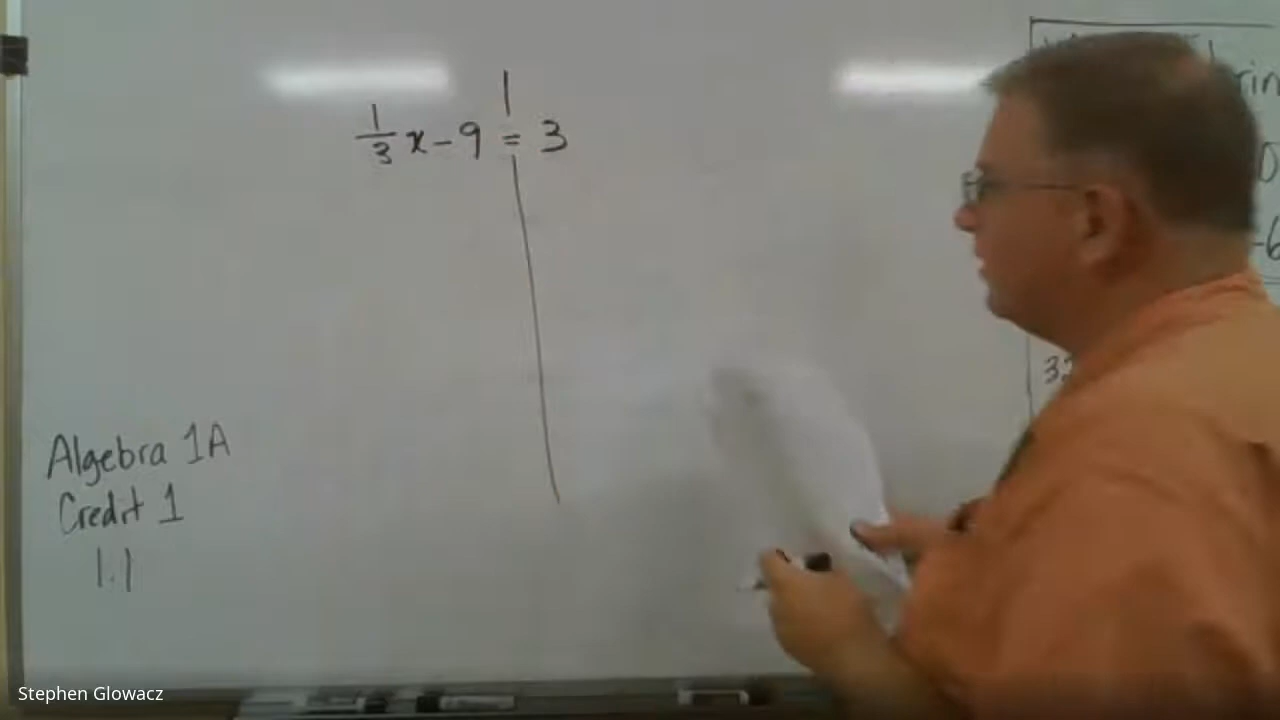 1/3 x - 9 = 3
Algebra 1A
Credit 1
1.1
Stephen Glowacz